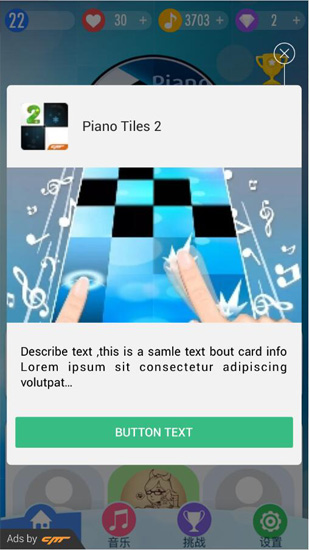 22
30 +
3703 +
+
Piano
2
Piano Tiles 2
Describe text ,this is a samle text bout card info
Lorem ipsum sit consectetur adipiscing
volutpat...
BUTTON TEXT
Ads by CM
音乐
挑战
设置